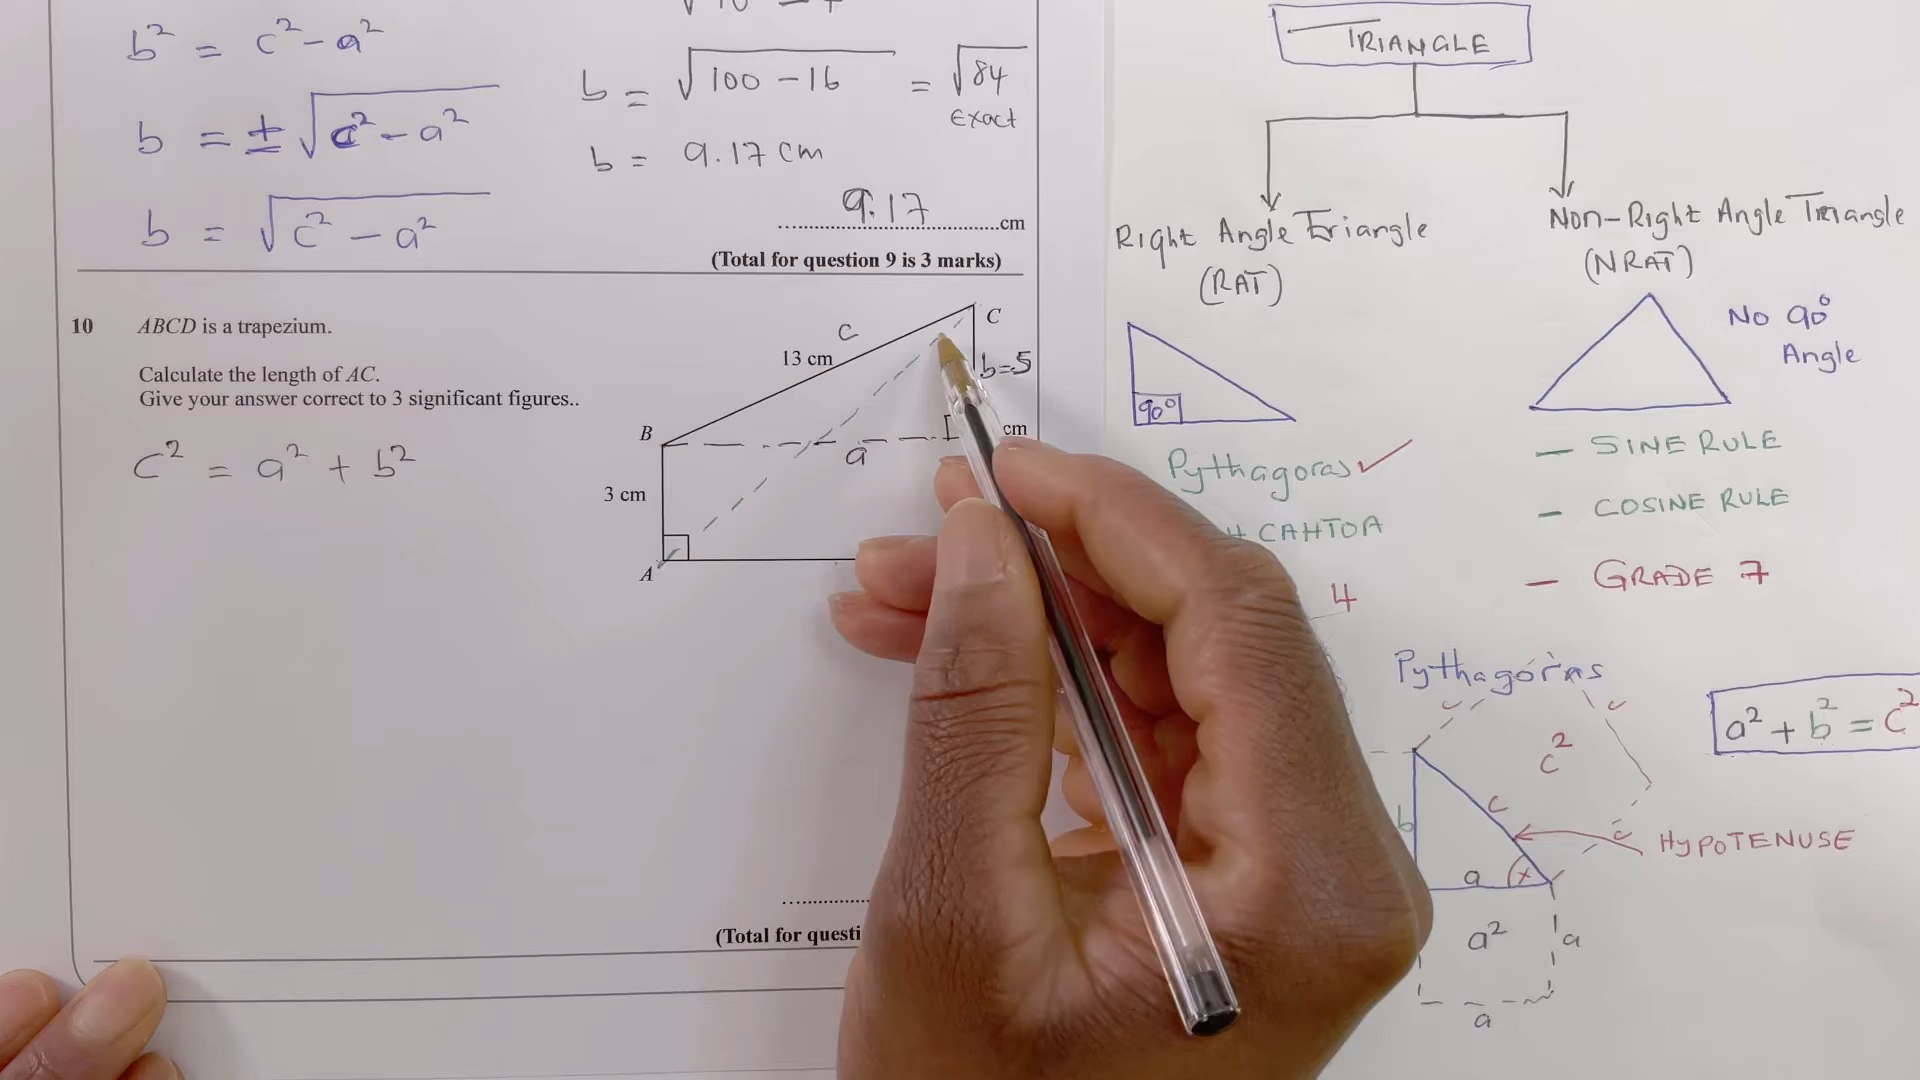 b² = c² - a²
b = ± √c² - a²
b = √c² - a²
b = √100 - 16 = √84
Exact
b = 9.17 cm
9.17 cm
(Total for question 9 is 3 marks)
10 ABCD is a trapezium.
Calculate the length of AC.
Give your answer correct to 3 significant figures..
c² = a² + b²
C
c
13 cm
b=5
B
a
cm
3 cm
A
(Total for questi
TRIANGLE
Right Angle Triangle
(RAT)
90°
Pythagoras ✓
H CAHTOA
4
Non-Right Angle Triangle
(NRAT)
No 90°
Angle
- SINE RULE
- COSINE RULE
- GRADE 7
Pythagoras
a² + b² = c²
c
c
c²
c
b
c
HYPOTENUSE
a
x
a²
a
a